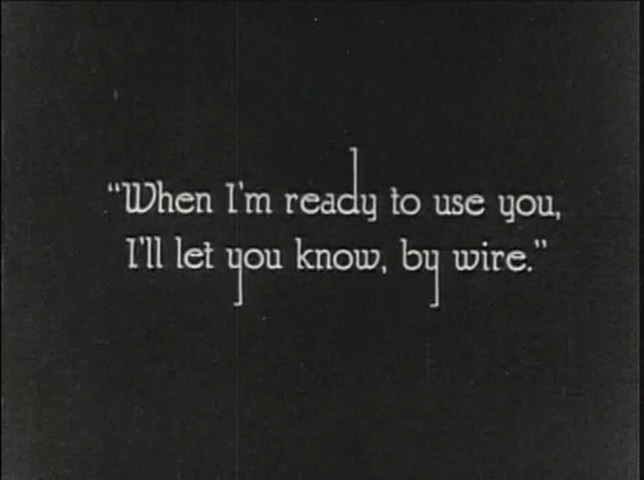 “When I'm ready to use you,
I'll let you know, by wire.”